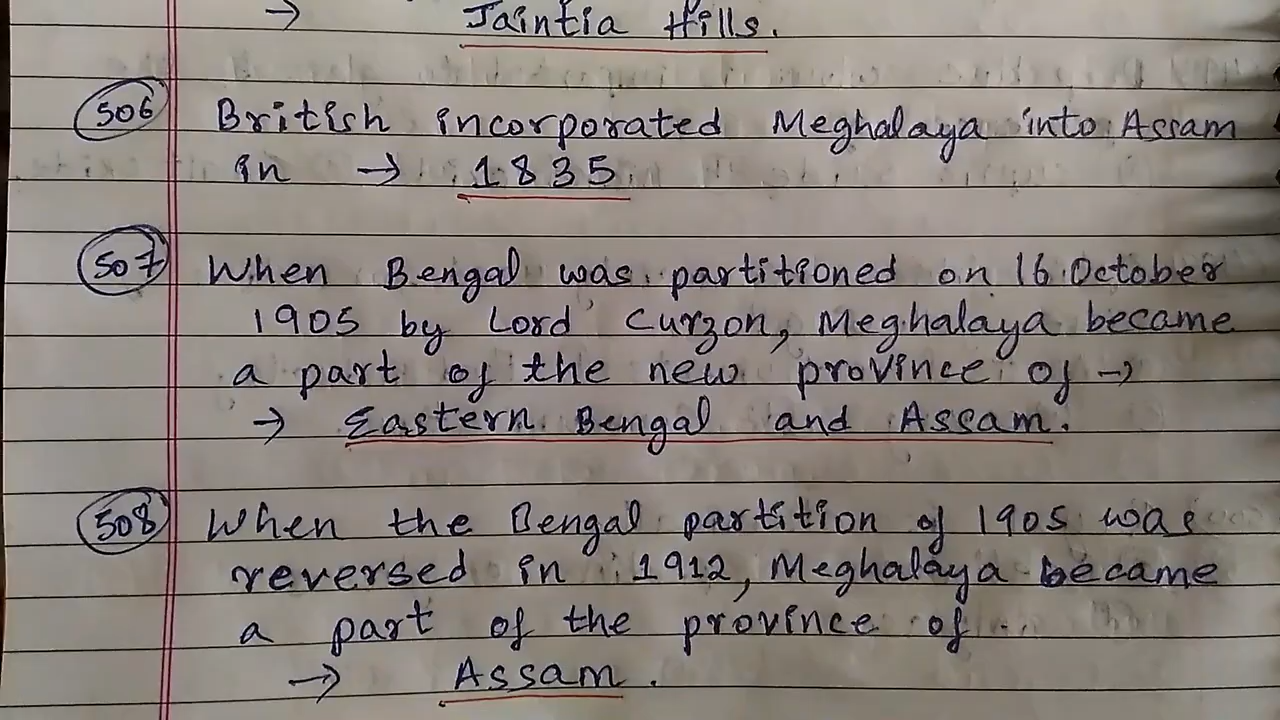 → Jaintia Hills.
506 British incorporated Meghalaya into Assam
in → 1835
507 When Bengal was partitioned on 16 October
1905 by Lord Curzon, Meghalaya became
a part of the new province of →
→ Eastern Bengal and Assam.
508 When the Bengal partition of 1905 was
reversed in 1912, Meghalaya became
a part of the province of ..
→ Assam.